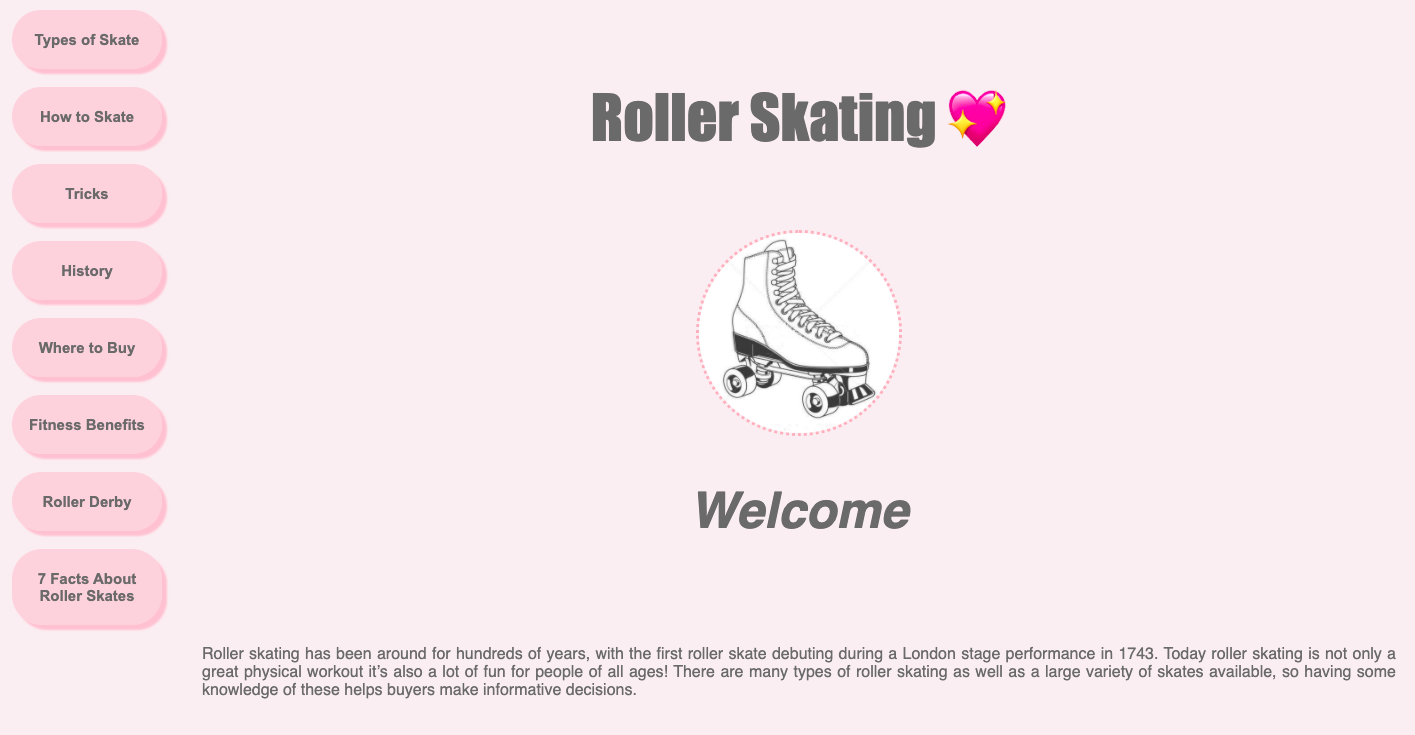 Types of Skate
How to Skate
Tricks
History
Where to Buy
Fitness Benefits
Roller Derby
7 Facts About
Roller Skates
Roller Skating 💖
Welcome
Roller skating has been around for hundreds of years, with the first roller skate debuting during a London stage performance in 1743. Today roller skating is not only a
great physical workout it’s also a lot of fun for people of all ages! There are many types of roller skating as well as a large variety of skates available, so having some
knowledge of these helps buyers make informative decisions.